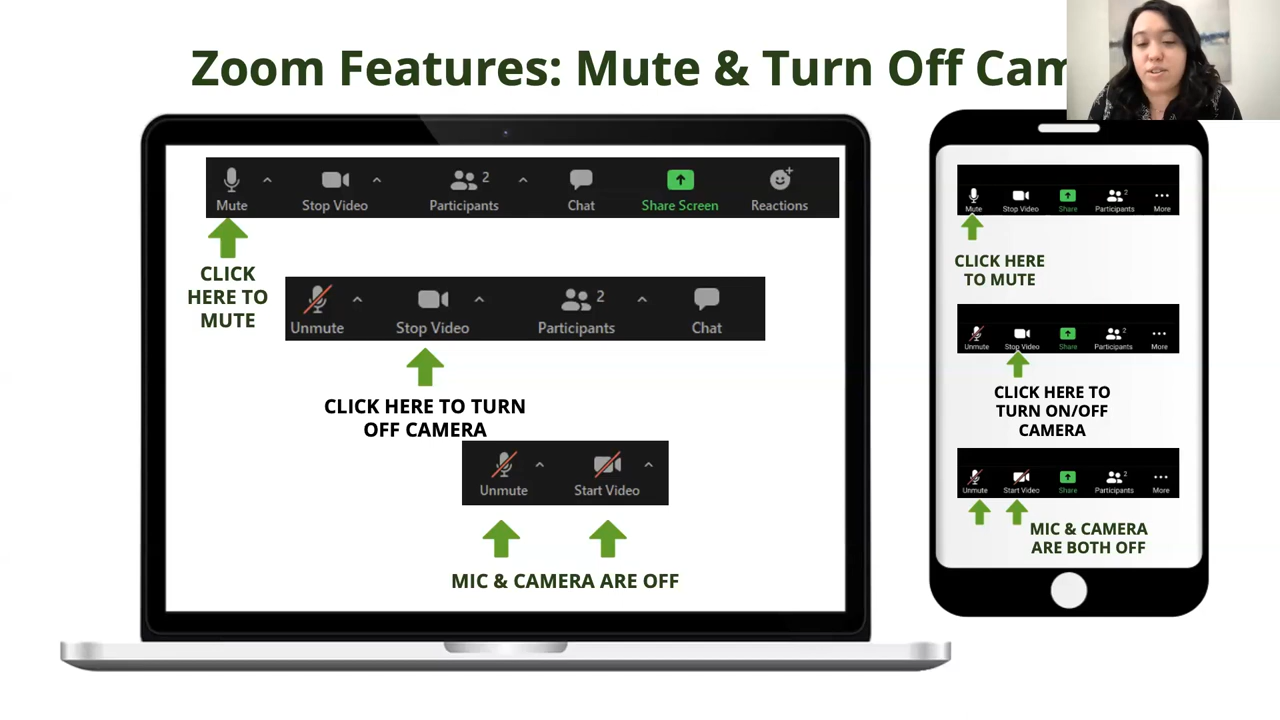 Zoom Features: Mute & Turn Off Cam
Mute Stop Video Participants 2 Chat Share Screen Reactions
CLICK
HERE TO
MUTE
Unmute Stop Video Participants 2 Chat
CLICK HERE TO TURN
OFF CAMERA
Unmute Start Video
MIC & CAMERA ARE OFF
Mute Stop Video Share Participants 2 More
CLICK HERE
TO MUTE
Unmute Stop Video Share Participants 2 More
CLICK HERE TO
TURN ON/OFF
CAMERA
Unmute Start Video Share Participants 2 More
MIC & CAMERA
ARE BOTH OFF